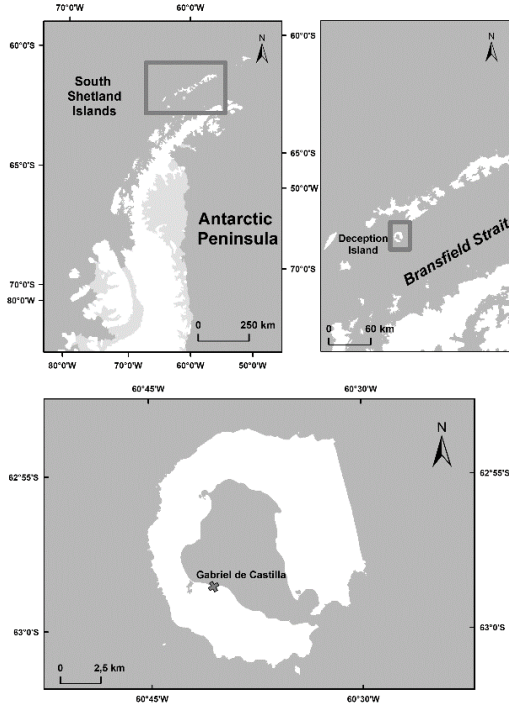 70°0'W
60°0'W
60°0'S
N
60°0'S
N
South
Shetland
Islands
65°0'S
65°0'S
50°0'W
Antarctic
Peninsula
Deception
Island
Bransfield Strait
70°0'S
80°0'W
70°0'S
0
250 km
0
60 km
80°0'W
70°0'W
60°0'W
50°0'W
60°45'W
60°30'W
N
62°55'S
62°55'S
Gabriel de Castilla
63°0'S
63°0'S
0
2,5 km
60°45'W
60°30'W